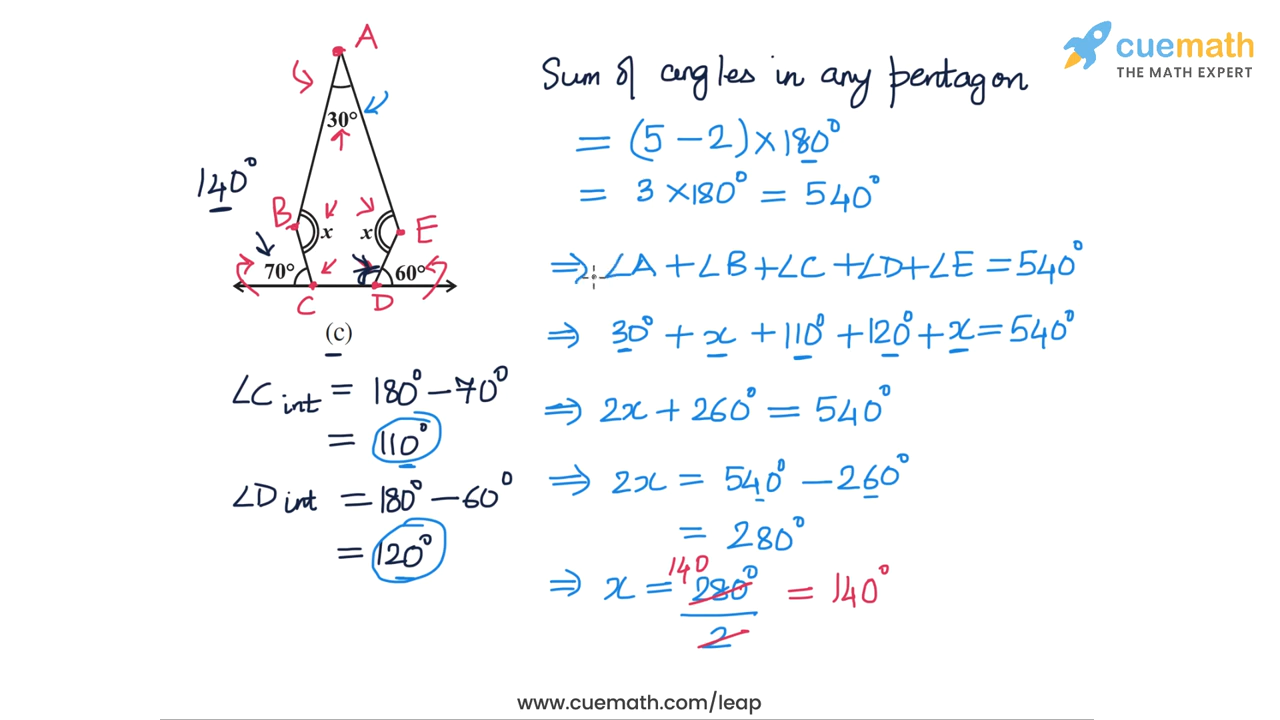 cuemath
THE MATH EXPERT
A
30°
140°
B
x
x
E
70°
60°
C
D
(c)
∠C int = 180° − 70°
= 110°
∠D int = 180° − 60°
= 120°
Sum of angles in any pentagon
= (5 − 2) × 180°
= 3 × 180° = 540°
⇒ ∠A + ∠B + ∠C + ∠D + ∠E = 540°
⇒ 30° + x + 110° + 120° + x = 540°
⇒ 2x + 260° = 540°
⇒ 2x = 540° − 260°
= 280°
140
⇒ x = 280° = 140°
2
www.cuemath.com/leap